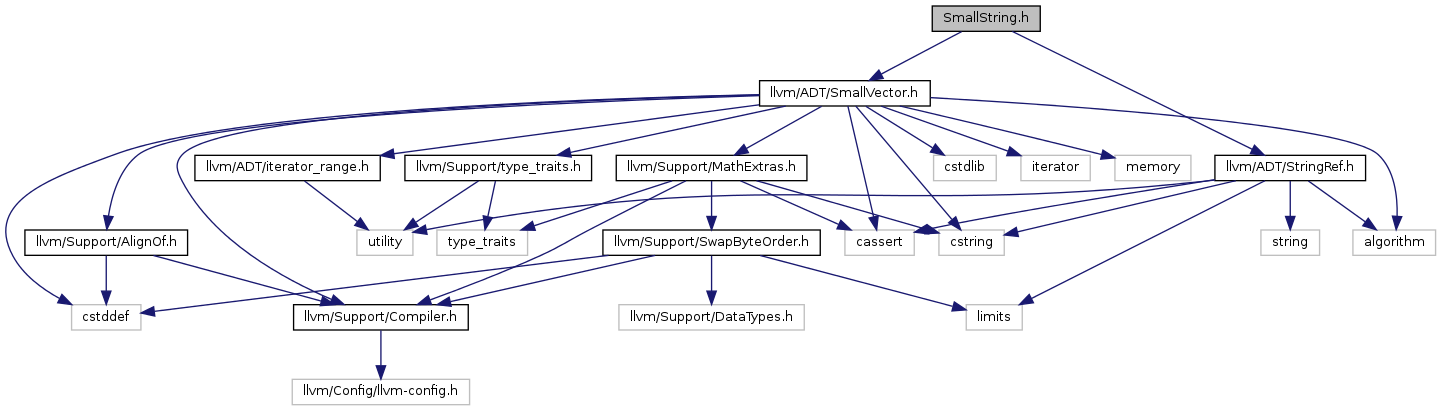 SmallString.h
llvm/ADT/SmallVector.h
llvm/ADT/iterator_range.h
llvm/Support/type_traits.h
llvm/Support/MathExtras.h
cstdlib
iterator
memory
llvm/ADT/StringRef.h
llvm/Support/AlignOf.h
utility
type_traits
llvm/Support/SwapByteOrder.h
cassert
cstring
string
algorithm
cstddef
llvm/Support/Compiler.h
llvm/Support/DataTypes.h
limits
llvm/Config/llvm-config.h